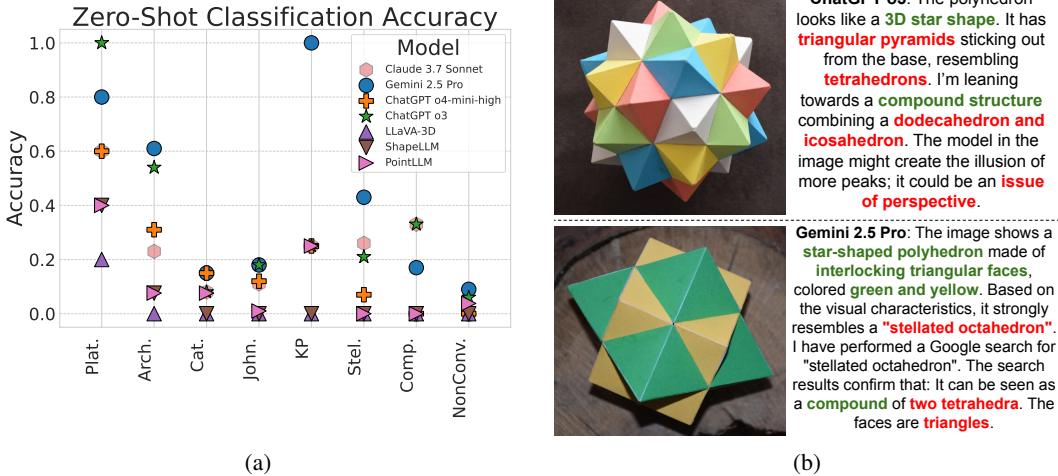 Zero-Shot Classification Accuracy
1.0
0.8
0.6
0.4
0.2
0.0
Accuracy
Model
Claude 3.7 Sonnet
Gemini 2.5 Pro
ChatGPT o4-mini-high
ChatGPT o3
LLaVA-3D
ShapeLLM
PointLLM
Plat.
Arch.
Cat.
John.
KP
Stel.
Comp.
NonConv.
(a)
ChatGPT o3: The polyhedron
looks like a 3D star shape. It has
triangular pyramids sticking out
from the base, resembling
tetrahedrons. I'm leaning
towards a compound structure
combining a dodecahedron and
icosahedron. The model in the
image might create the illusion of
more peaks; it could be an issue
of perspective.
Gemini 2.5 Pro: The image shows a
star-shaped polyhedron made of
interlocking triangular faces,
colored green and yellow. Based on
the visual characteristics, it strongly
resembles a "stellated octahedron".
I have performed a Google search for
"stellated octahedron". The search
results confirm that: It can be seen as
a compound of two tetrahedra. The
faces are triangles.
(b)